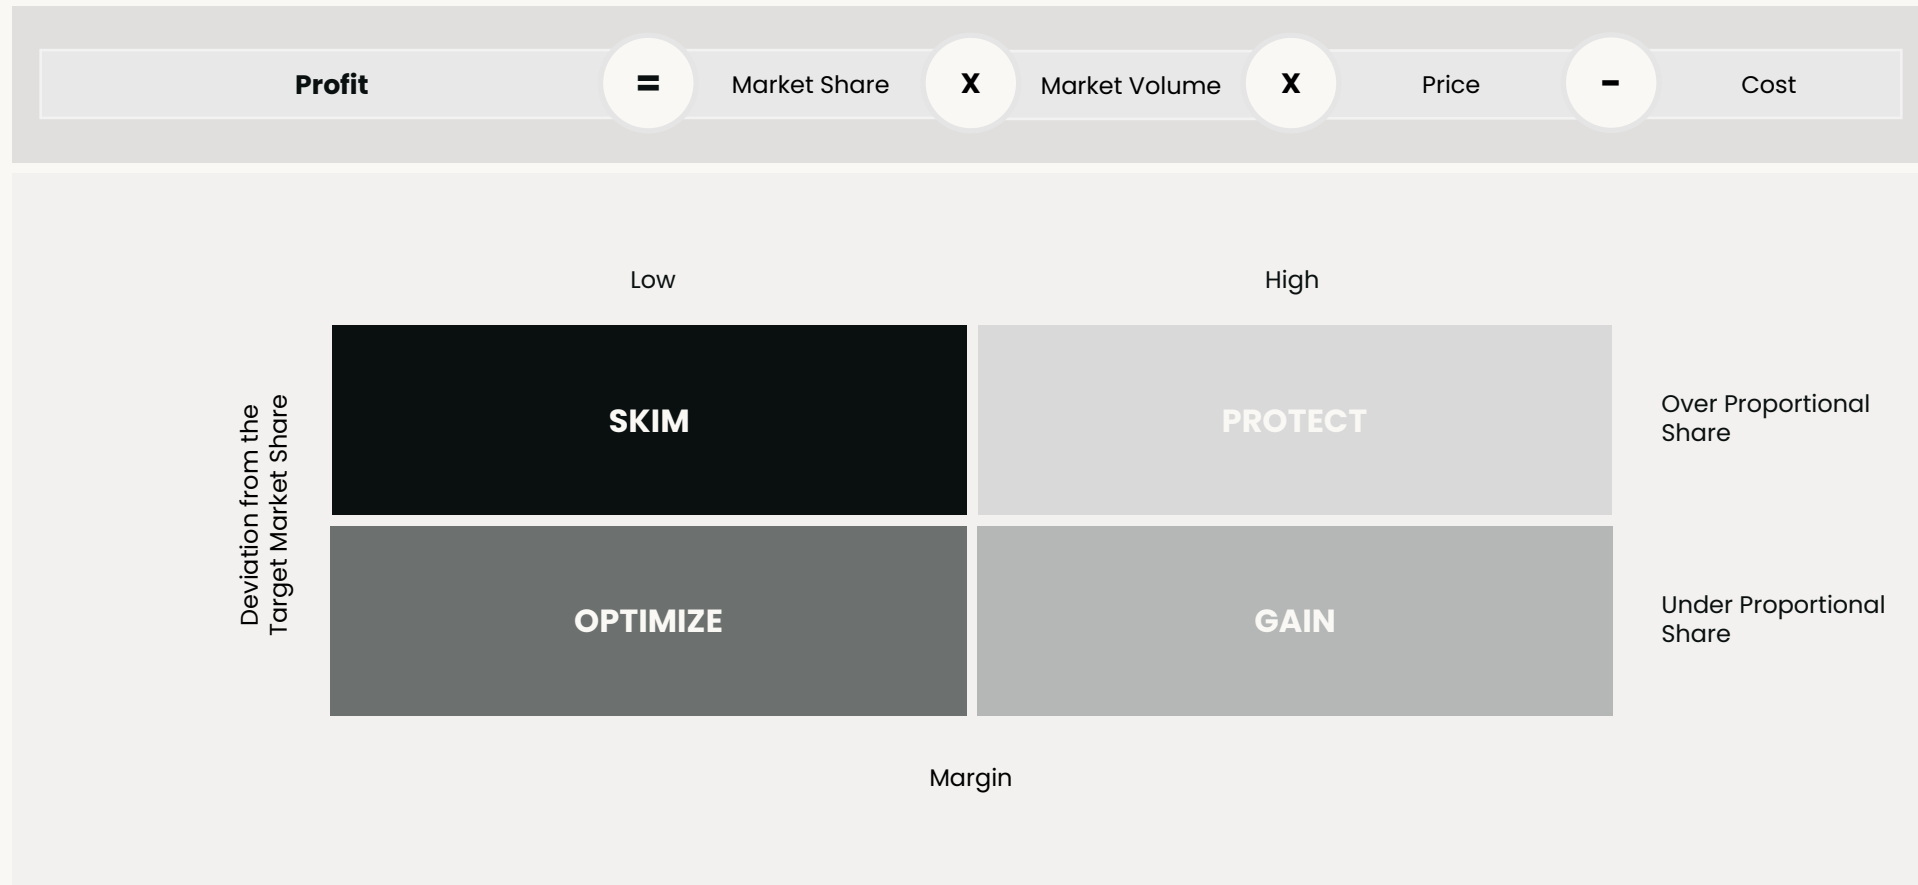 Profit = Market Share X Market Volume X Price - Cost
Low High
Deviation from the
Target Market Share
SKIM PROTECT
Over Proportional
Share
OPTIMIZE GAIN
Under Proportional
Share
Margin